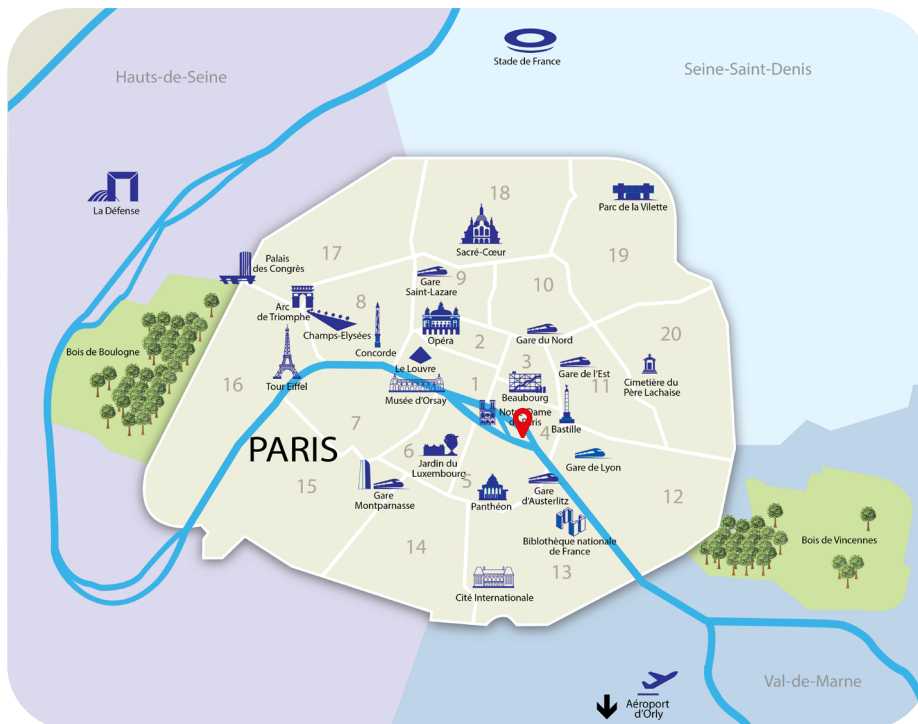 Stade de France
Hauts-de-Seine
Seine-Saint-Denis
La Défense
18
Parc de la Vilette
Sacré-Cœur
17
19
Palais
des Congrès
Gare
Saint-Lazare
9
10
8
Arc
de Triomphe
Champs-Elysées
Concorde
Opéra
2
Gare du Nord
20
Bois de Boulogne
Le Louvre
3
Gare de l'Est
16
Tour Eiffel
Musée d'Orsay
1
Beaubourg
11
Cimetière du
Père Lachaise
Notre-Dame
de Paris
Bastille
7
4
PARIS
6
Jardin du
Luxembourg
Gare de Lyon
15
Gare
Montparnasse
5
Panthéon
Gare
d'Austerlitz
12
14
Bibliothèque nationale
de France
Bois de Vincennes
13
Cité Internationale
Val-de-Marne
Aéroport
d'Orly